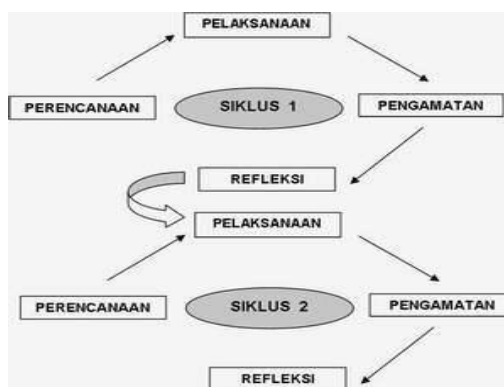 PELAKSANAAN
PERENCANAAN
SIKLUS 1
PENGAMATAN
REFLEKSI
PELAKSANAAN
PERENCANAAN
SIKLUS 2
PENGAMATAN
REFLEKSI